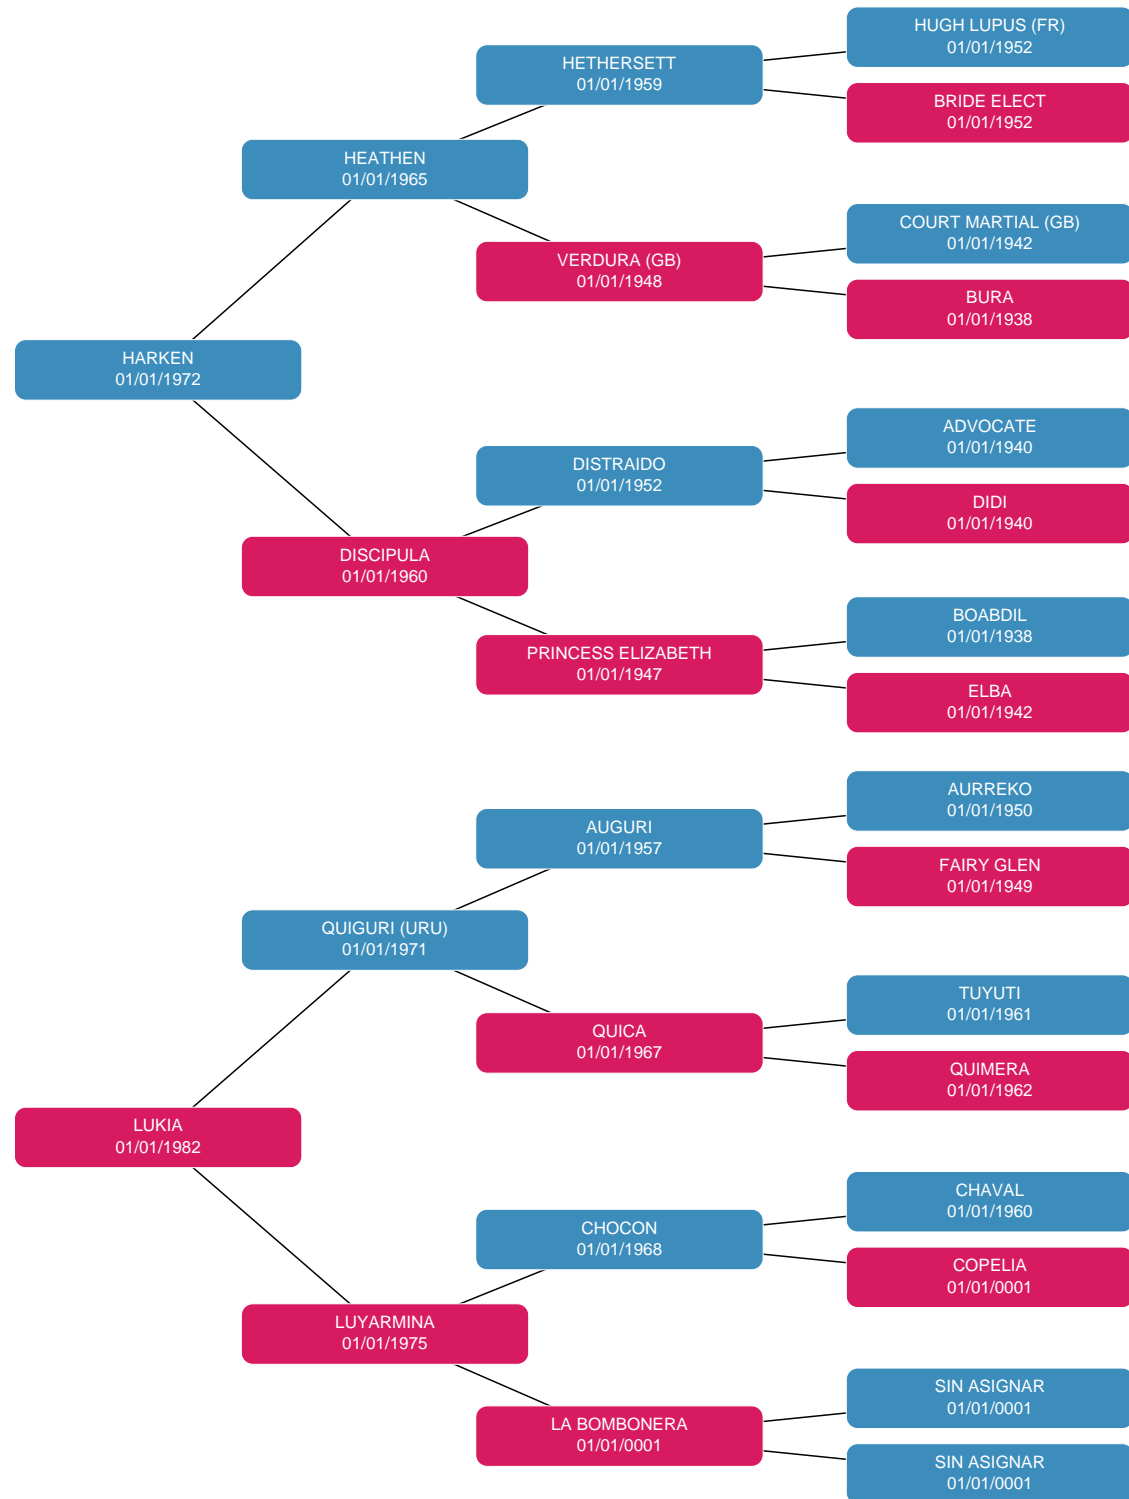 HUGH LUPUS (FR)
01/01/1952
HETHERSETT
01/01/1959
BRIDE ELECT
01/01/1952
HEATHEN
01/01/1965
COURT MARTIAL (GB)
01/01/1942
VERDURA (GB)
01/01/1948
BURA
01/01/1938
HARKEN
01/01/1972
ADVOCATE
01/01/1940
DISTRAIDO
01/01/1952
DIDI
01/01/1940
DISCIPULA
01/01/1960
BOABDIL
01/01/1938
PRINCESS ELIZABETH
01/01/1947
ELBA
01/01/1942
AURREKO
01/01/1950
AUGURI
01/01/1957
FAIRY GLEN
01/01/1949
QUIGURI (URU)
01/01/1971
TUYUTI
01/01/1961
QUICA
01/01/1967
QUIMERA
01/01/1962
LUKIA
01/01/1982
CHAVAL
01/01/1960
CHOCON
01/01/1968
COPELIA
01/01/0001
LUYARMINA
01/01/1975
SIN ASIGNAR
01/01/0001
LA BOMBONERA
01/01/0001
SIN ASIGNAR
01/01/0001